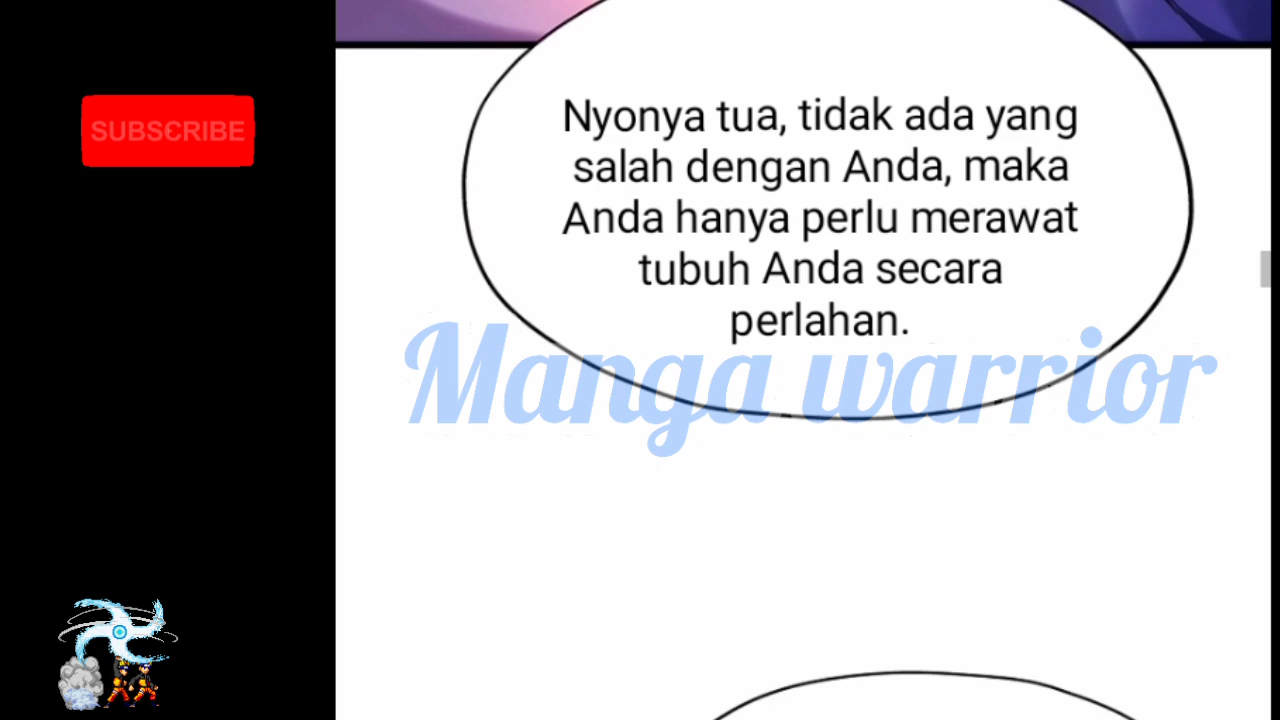 SUBSCRIBE
Nyonya tua, tidak ada yang
salah dengan Anda, maka
Anda hanya perlu merawat
tubuh Anda secara
perlahan.
Manga warrior